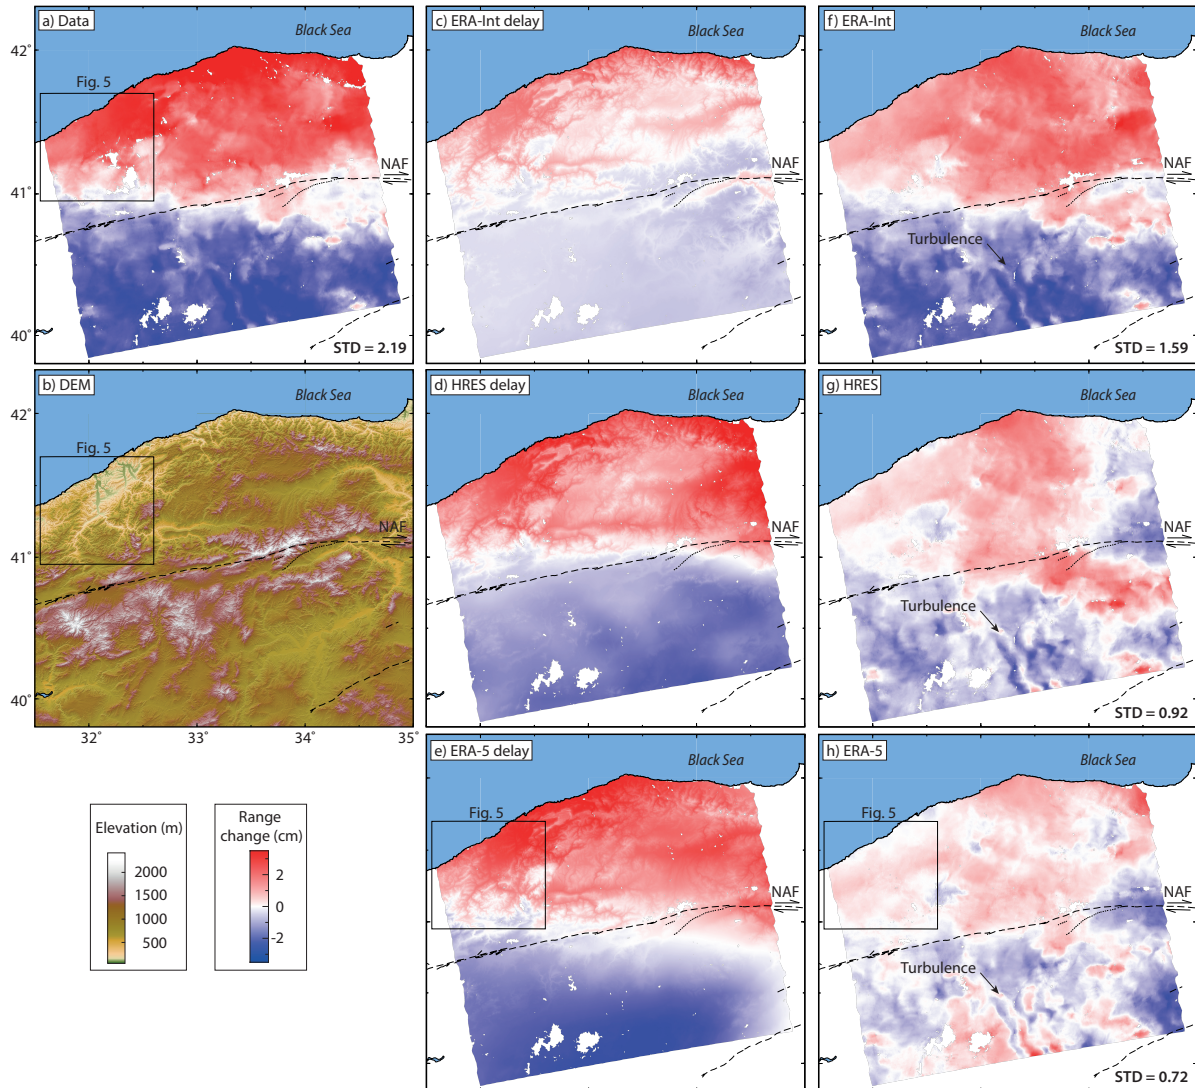 a) Data
Black Sea
42˚
Fig. 5
NAF
41˚
40˚
STD = 2.19
c) ERA-Int delay
Black Sea
NAF
f) ERA-Int
Black Sea
NAF
Turbulence
STD = 1.59
b) DEM
Black Sea
42˚
Fig. 5
NAF
41˚
40˚
32˚
33˚
34˚
35˚
d) HRES delay
Black Sea
NAF
g) HRES
Black Sea
NAF
Turbulence
STD = 0.92
Elevation (m)
2000
1500
1000
500
Range
change (cm)
2
0
-2
e) ERA-5 delay
Black Sea
Fig. 5
NAF
h) ERA-5
Black Sea
Fig. 5
NAF
Turbulence
STD = 0.72